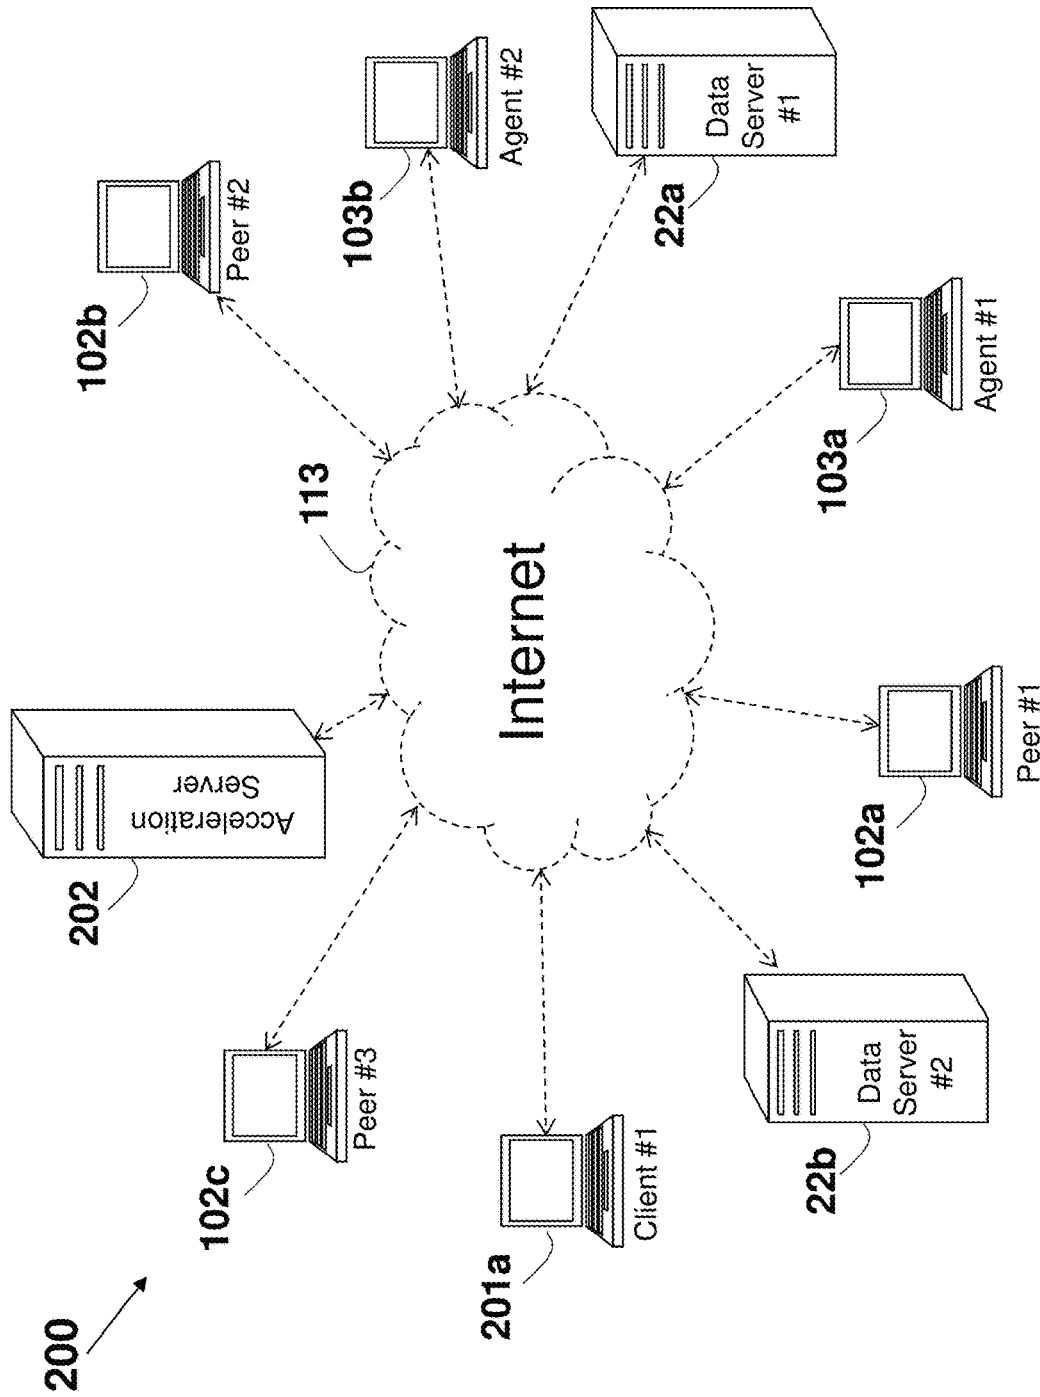 200
202
Acceleration
Server
113
102b
Peer #2
103b
Agent #2
22a
Data
Server
#1
103a
Agent #1
102a
Peer #1
22b
Data
Server
#2
201a
Client #1
102c
Peer #3
Internet